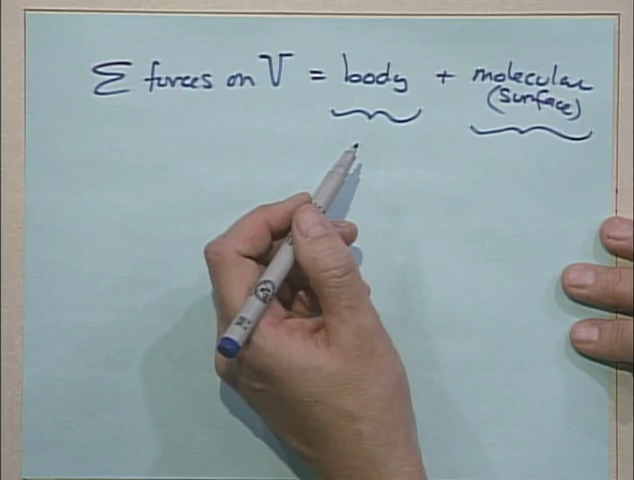 Σ forces on V = body + molecular
(surface)